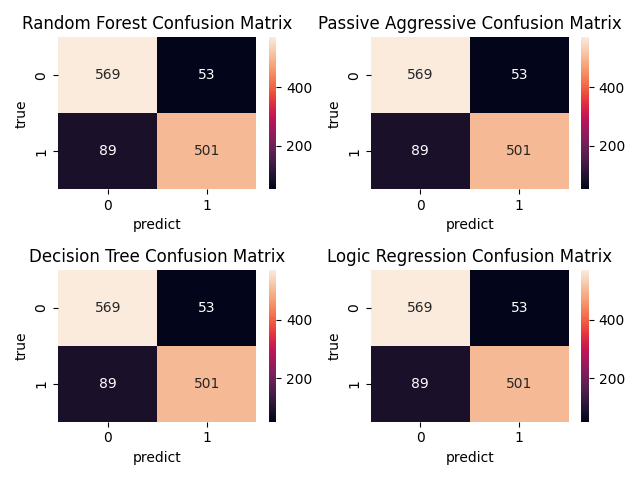 Random Forest Confusion Matrix
569 53
89 501
0 1
true
0 1
predict
400
200
Passive Aggressive Confusion Matrix
569 53
89 501
0 1
true
0 1
predict
400
200
Decision Tree Confusion Matrix
569 53
89 501
0 1
true
0 1
predict
400
200
Logic Regression Confusion Matrix
569 53
89 501
0 1
true
0 1
predict
400
200